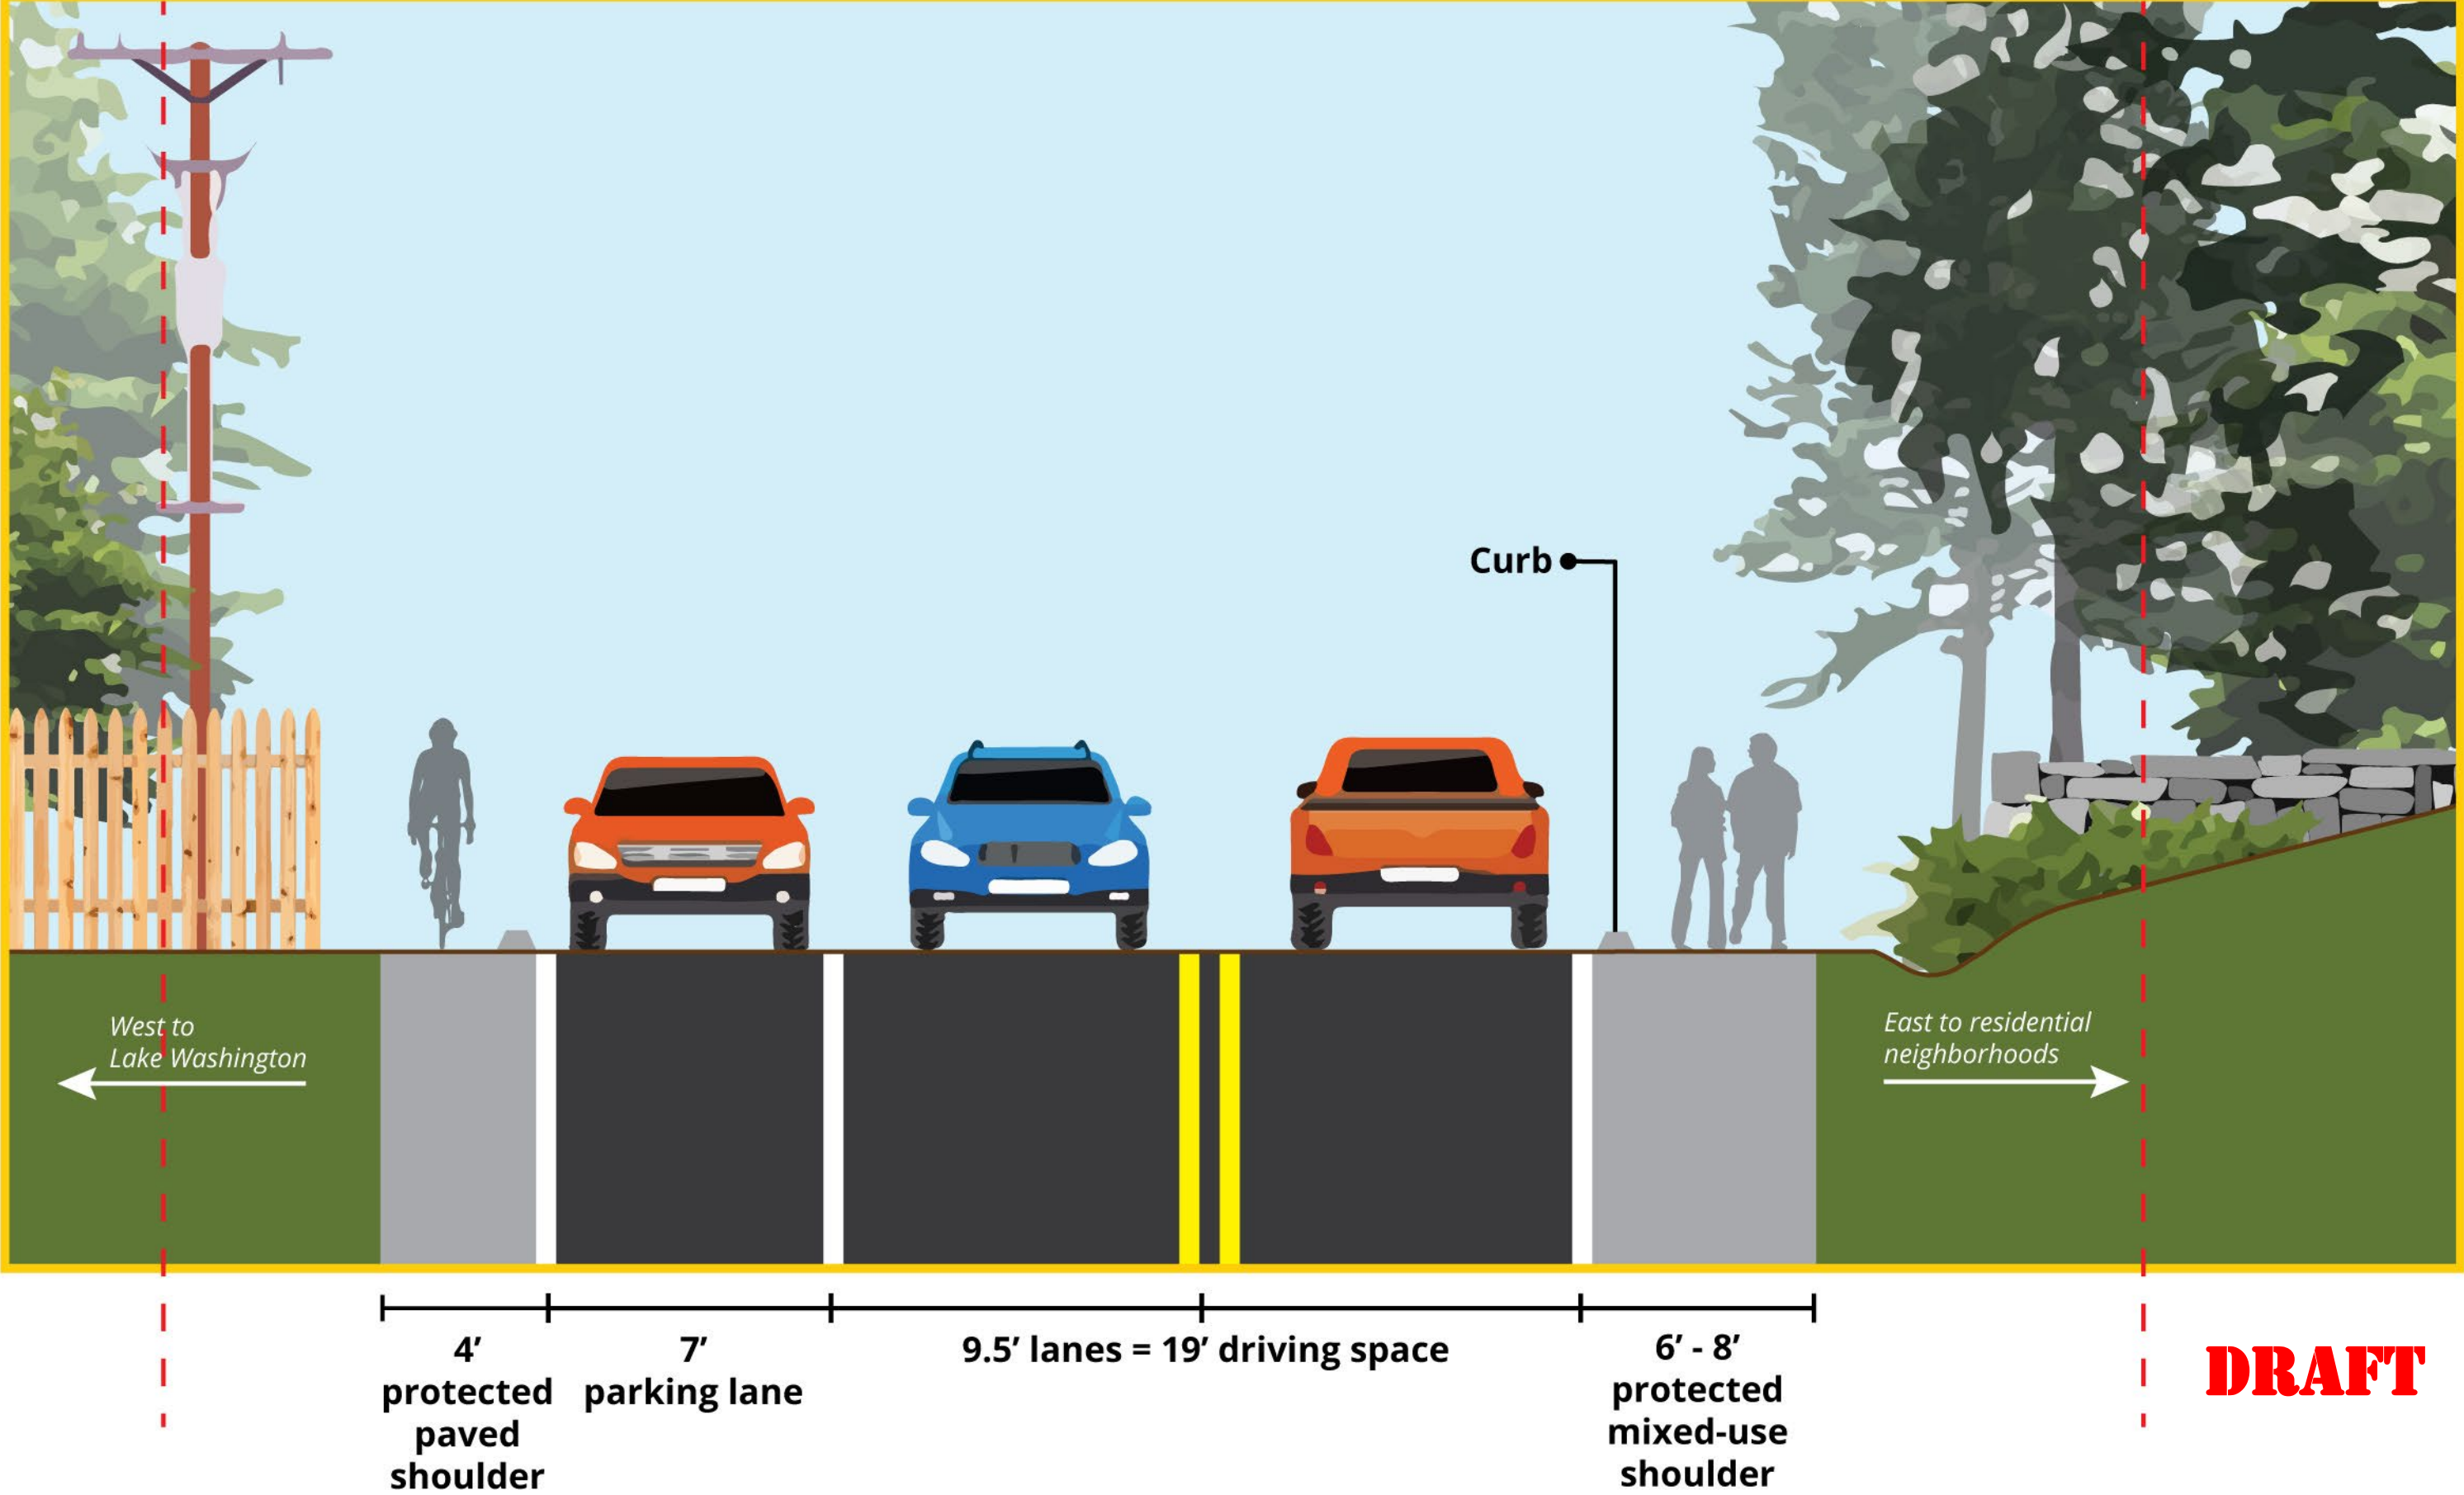 Curb
West to
Lake Washington
East to residential
neighborhoods
4’
protected
paved
shoulder
7’
parking lane
9.5’ lanes = 19’ driving space
6’ - 8’
protected
mixed-use
shoulder
DRAFT